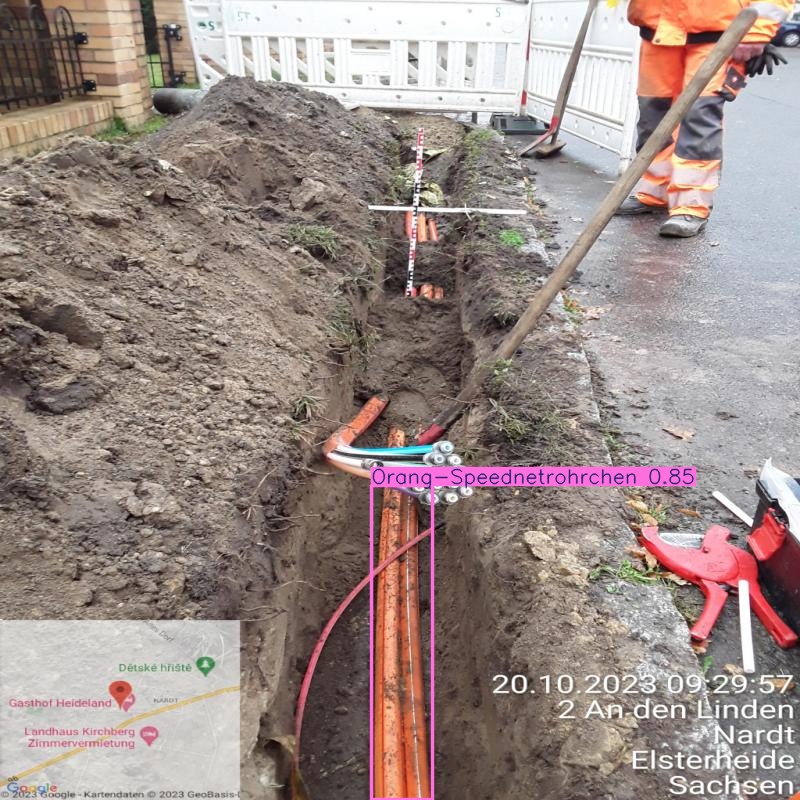 Orang-Speednetrohrchen 0.85
Dětské hřiště
Gasthof Heideland
NARDT
Landhaus Kirchberg
Zimmervermietung
Google
© 2023 Google - Kartendaten © 2023 GeoBasis-
20.10.2023 09:29:57
2 An den Linden
Nardt
Elsterheide
Sachsen